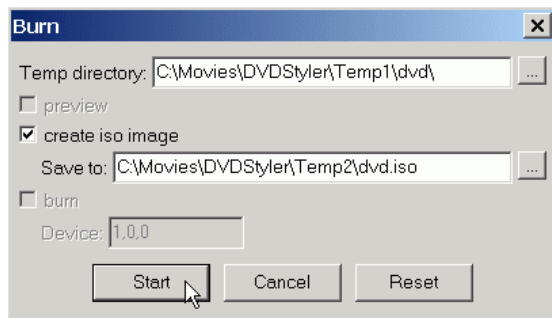 Burn
Temp directory: C:\Movies\DVDStyler\Temp1\dvd\ ...
preview
create iso image
Save to: C:\Movies\DVDStyler\Temp2\dvd.iso ...
burn
Device: 1,0,0
Start Cancel Reset